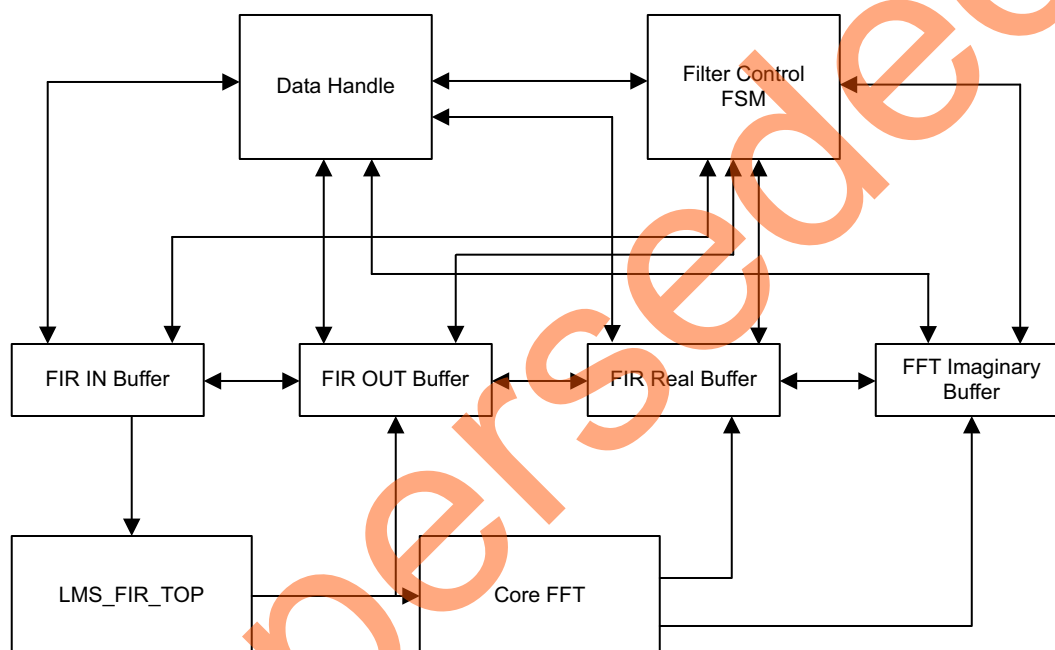 Data Handle
Filter Control
FSM
FIR IN Buffer
FIR OUT Buffer
FIR Real Buffer
FFT Imaginary
Buffer
LMS_FIR_TOP
Core FFT
persede